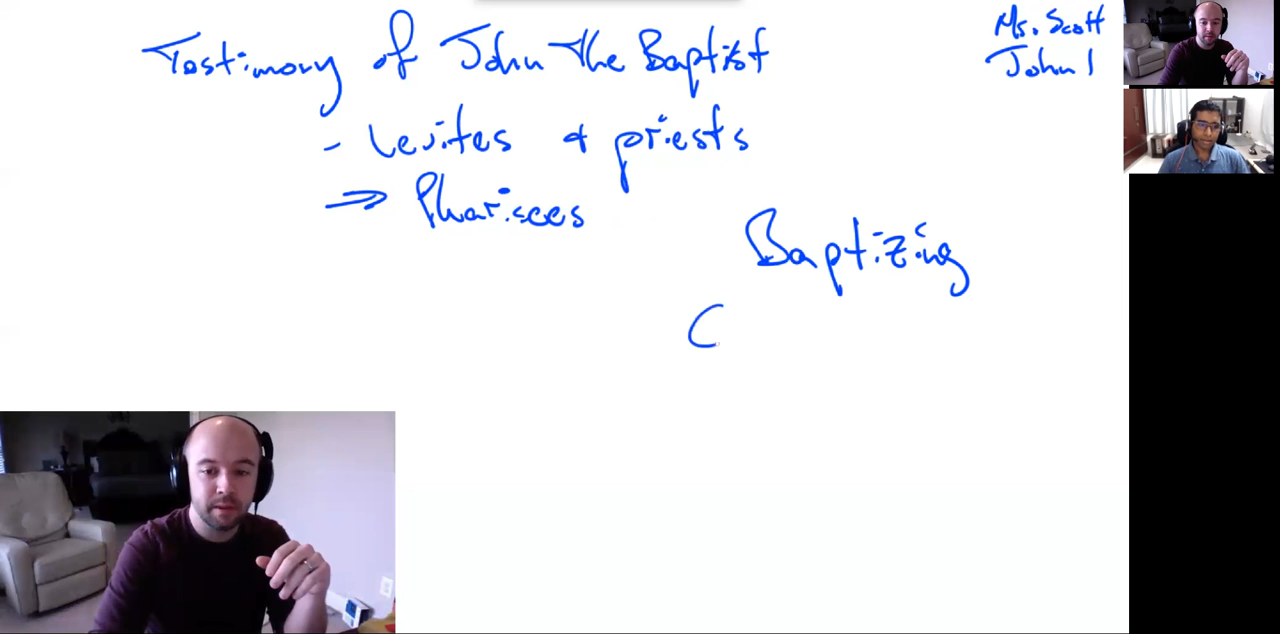 Testimony of John The Baptist
Ms. Scott
John 1
- Levites & priests
⇒ Pharisees
Baptizing
C